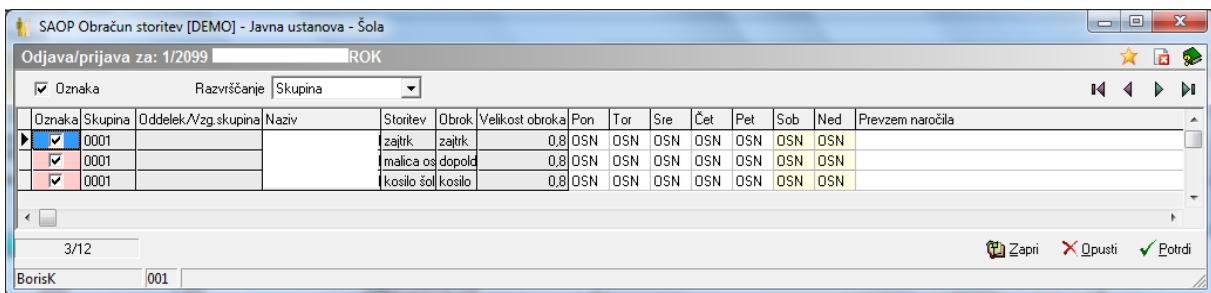 SAOP Obračun storitev [DEMO] - Javna ustanova - Šola
Odjava/prijava za: 1/2099 ROK
Oznaka Razvrščanje Skupina
Oznaka Skupina Oddelek/Vzg.skupina Naziv Storitev Obrok Velikost obroka Pon Tor Sre Čet Pet Sob Ned Prevzem naročila
0001 zajtrk zajtrk 0,8 OSN OSN OSN OSN OSN OSN OSN
0001 malica os dopold 0,8 OSN OSN OSN OSN OSN OSN OSN
0001 kosilo šol kosilo 0,8 OSN OSN OSN OSN OSN OSN OSN
3/12 Zapri Opusti Potrdi
BorisK 001